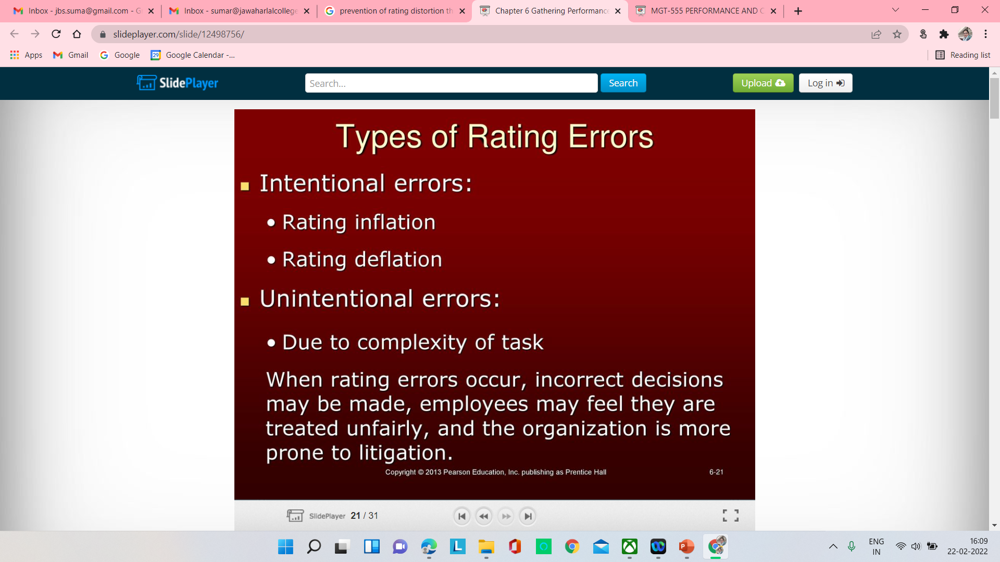 Inbox - jbs.suma@gmail.com - G
Inbox - sumar@jawaharlalcollege
prevention of rating distortion th
Chapter 6 Gathering Performance
MGT-555 PERFORMANCE AND C
slideplayer.com/slide/12498756/
Apps
Gmail
Google
29
Google Calendar -...
Reading list
SlidePlayer
Search...
Search
Upload
Log in
Types of Rating Errors
Intentional errors:
• Rating inflation
• Rating deflation
Unintentional errors:
• Due to complexity of task
When rating errors occur, incorrect decisions
may be made, employees may feel they are
treated unfairly, and the organization is more
prone to litigation.
Copyright © 2013 Pearson Education, Inc. publishing as Prentice Hall
6-21
SlidePlayer
21 / 31
L
P
ENG
IN
16:09
22-02-2022